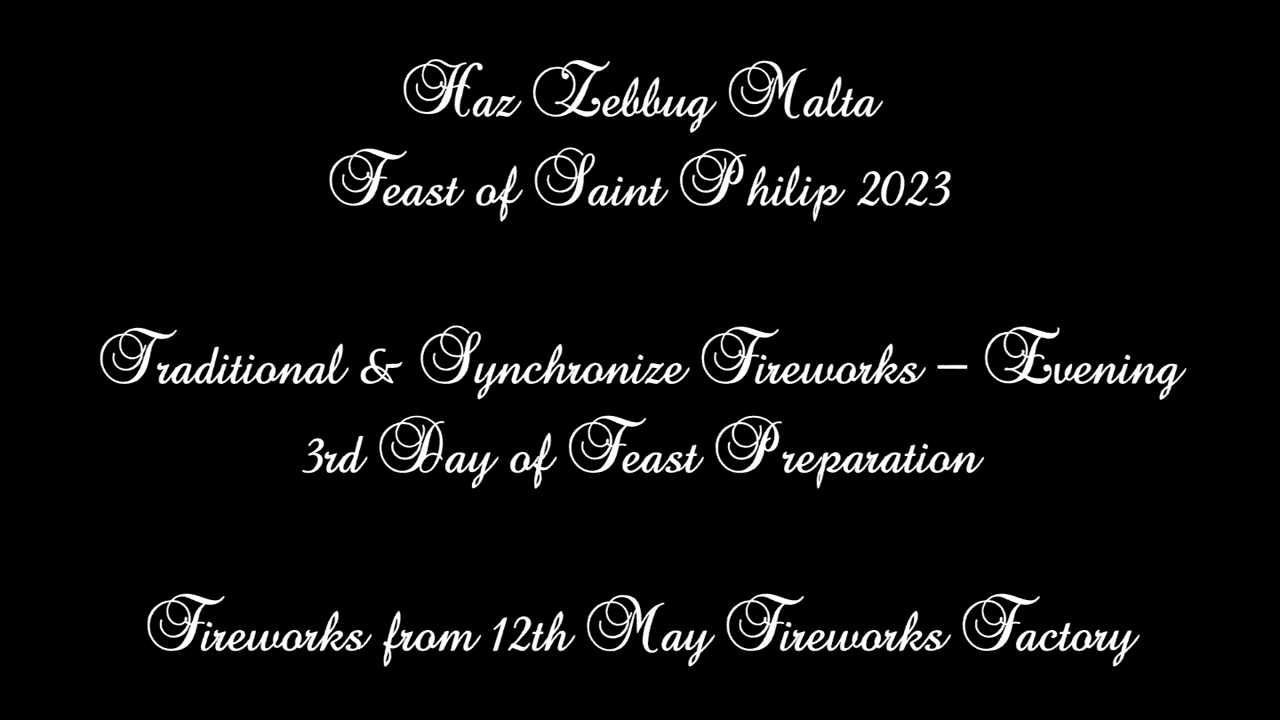 Haz Zebbug Malta
Feast of Saint Philip 2023
Traditional & Synchronize Fireworks – Evening
3rd Day of Feast Preparation
Fireworks from 12th May Fireworks Factory